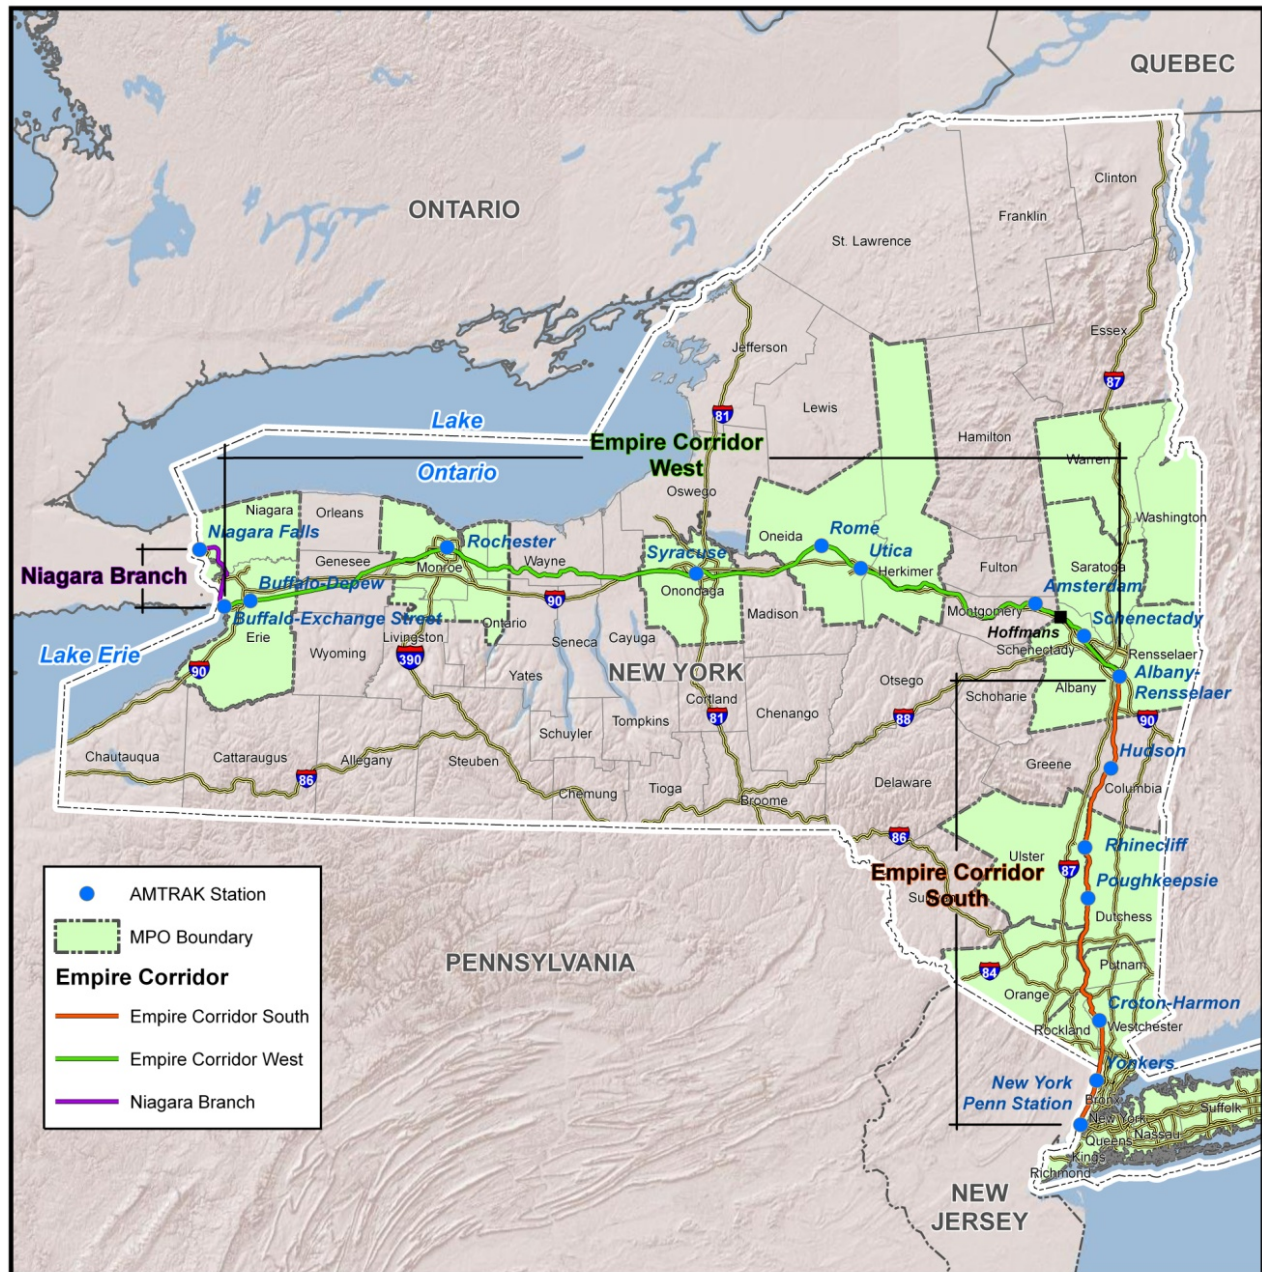 QUEBEC
Clinton
ONTARIO
Franklin
St. Lawrence
Essex
Jefferson
87
Lewis
81
Lake
Empire Corridor
West
Hamilton
Warren
Ontario
Oswego
Niagara
Orleans
Washington
Niagara Falls
Rochester
Oneida
Rome
Syracuse
Utica
Genesee
Wayne
Monroe
Herkimer
Fulton
Saratoga
Niagara Branch
Buffalo-Depew
90
Onondaga
Madison
Amsterdam
Montgomery
Buffalo-Exchange Street
Schenectady
Erie
Livingston
Ontario
Seneca
Cayuga
Hoffmans
Schenectady
Rensselaer
Lake Erie
Wyoming
390
90
Yates
NEW YORK
Otsego
Albany-
Rensselaer
Schoharie
Albany
Cortland
81
Chenango
88
90
Tompkins
Schuyler
Chautauqua
Cattaraugus
Allegany
Steuben
Greene
Hudson
86
Delaware
Columbia
Chemung
Tioga
Broome
86
Ulster
Rhinecliff
87
Empire Corridor
South
Su
Poughkeepsie
Dutchess
AMTRAK Station
MPO Boundary
Empire Corridor
Empire Corridor South
Empire Corridor West
Niagara Branch
PENNSYLVANIA
84
Putnam
Orange
Croton-Harmon
Rockland
Westchester
Yonkers
New York
Penn Station
Bronx
New York
Suffolk
Nassau
Queens
Kings
Richmond
NEW
JERSEY